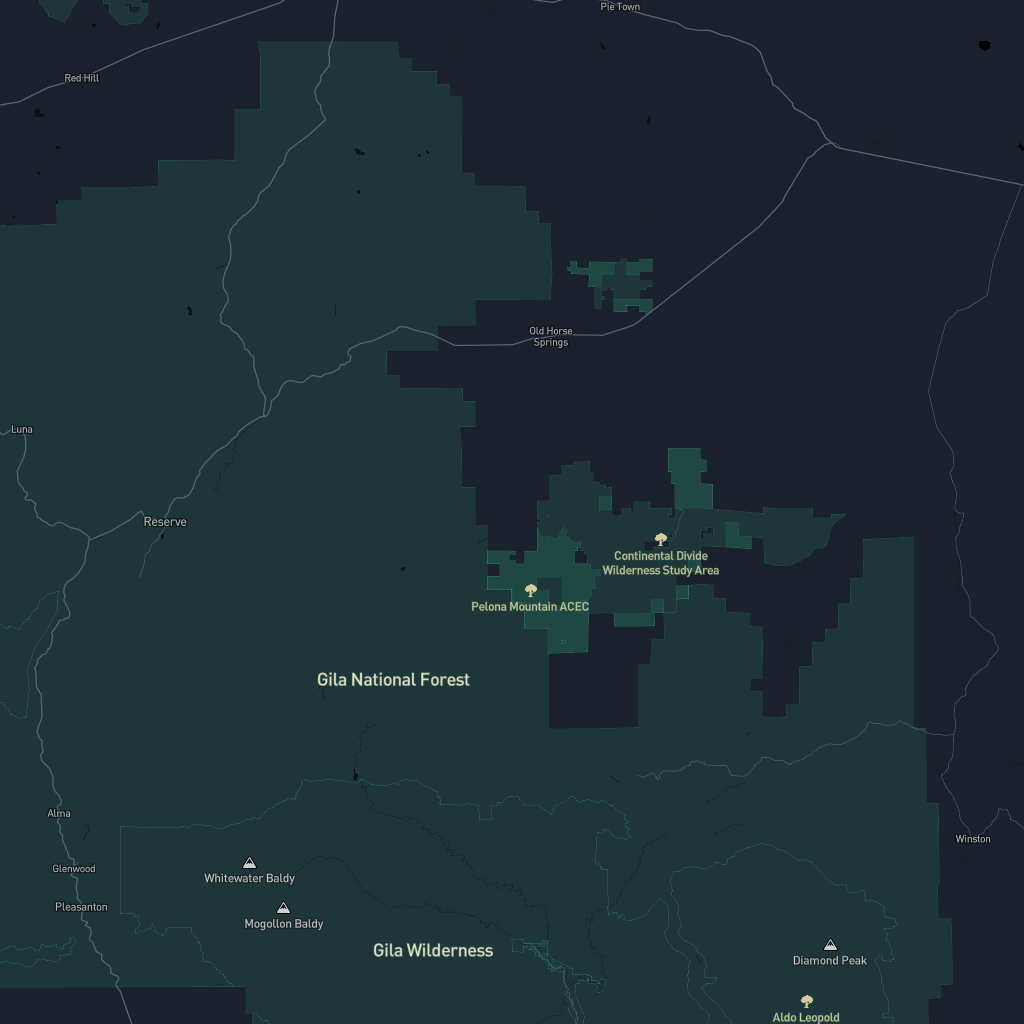 Pie Town
Red Hill
Old Horse
Springs
Luna
Reserve
Continental Divide
Wilderness Study Area
Pelona Mountain ACEC
Gila National Forest
Alma
Winston
Glenwood
Whitewater Baldy
Pleasanton
Mogollon Baldy
Gila Wilderness
Diamond Peak
Aldo Leopold